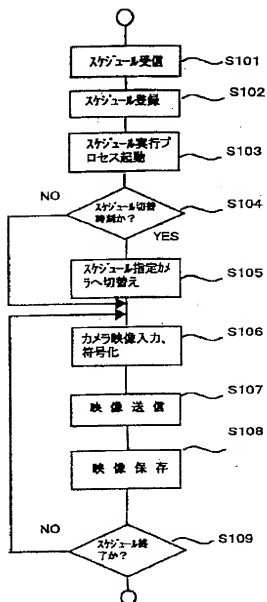 スケジュール受信
S101
スケジュール登録
S102
スケジュール実行プ
ロセス起動
S103
NO
スケジュール切替
時刻か?
S104
YES
スケジュール指定カメ
ラへ切替え
S105
カメラ映像入力、
符号化
S106
映像送信
S107
映像保存
S108
NO
スケジュール終
了か?
S109